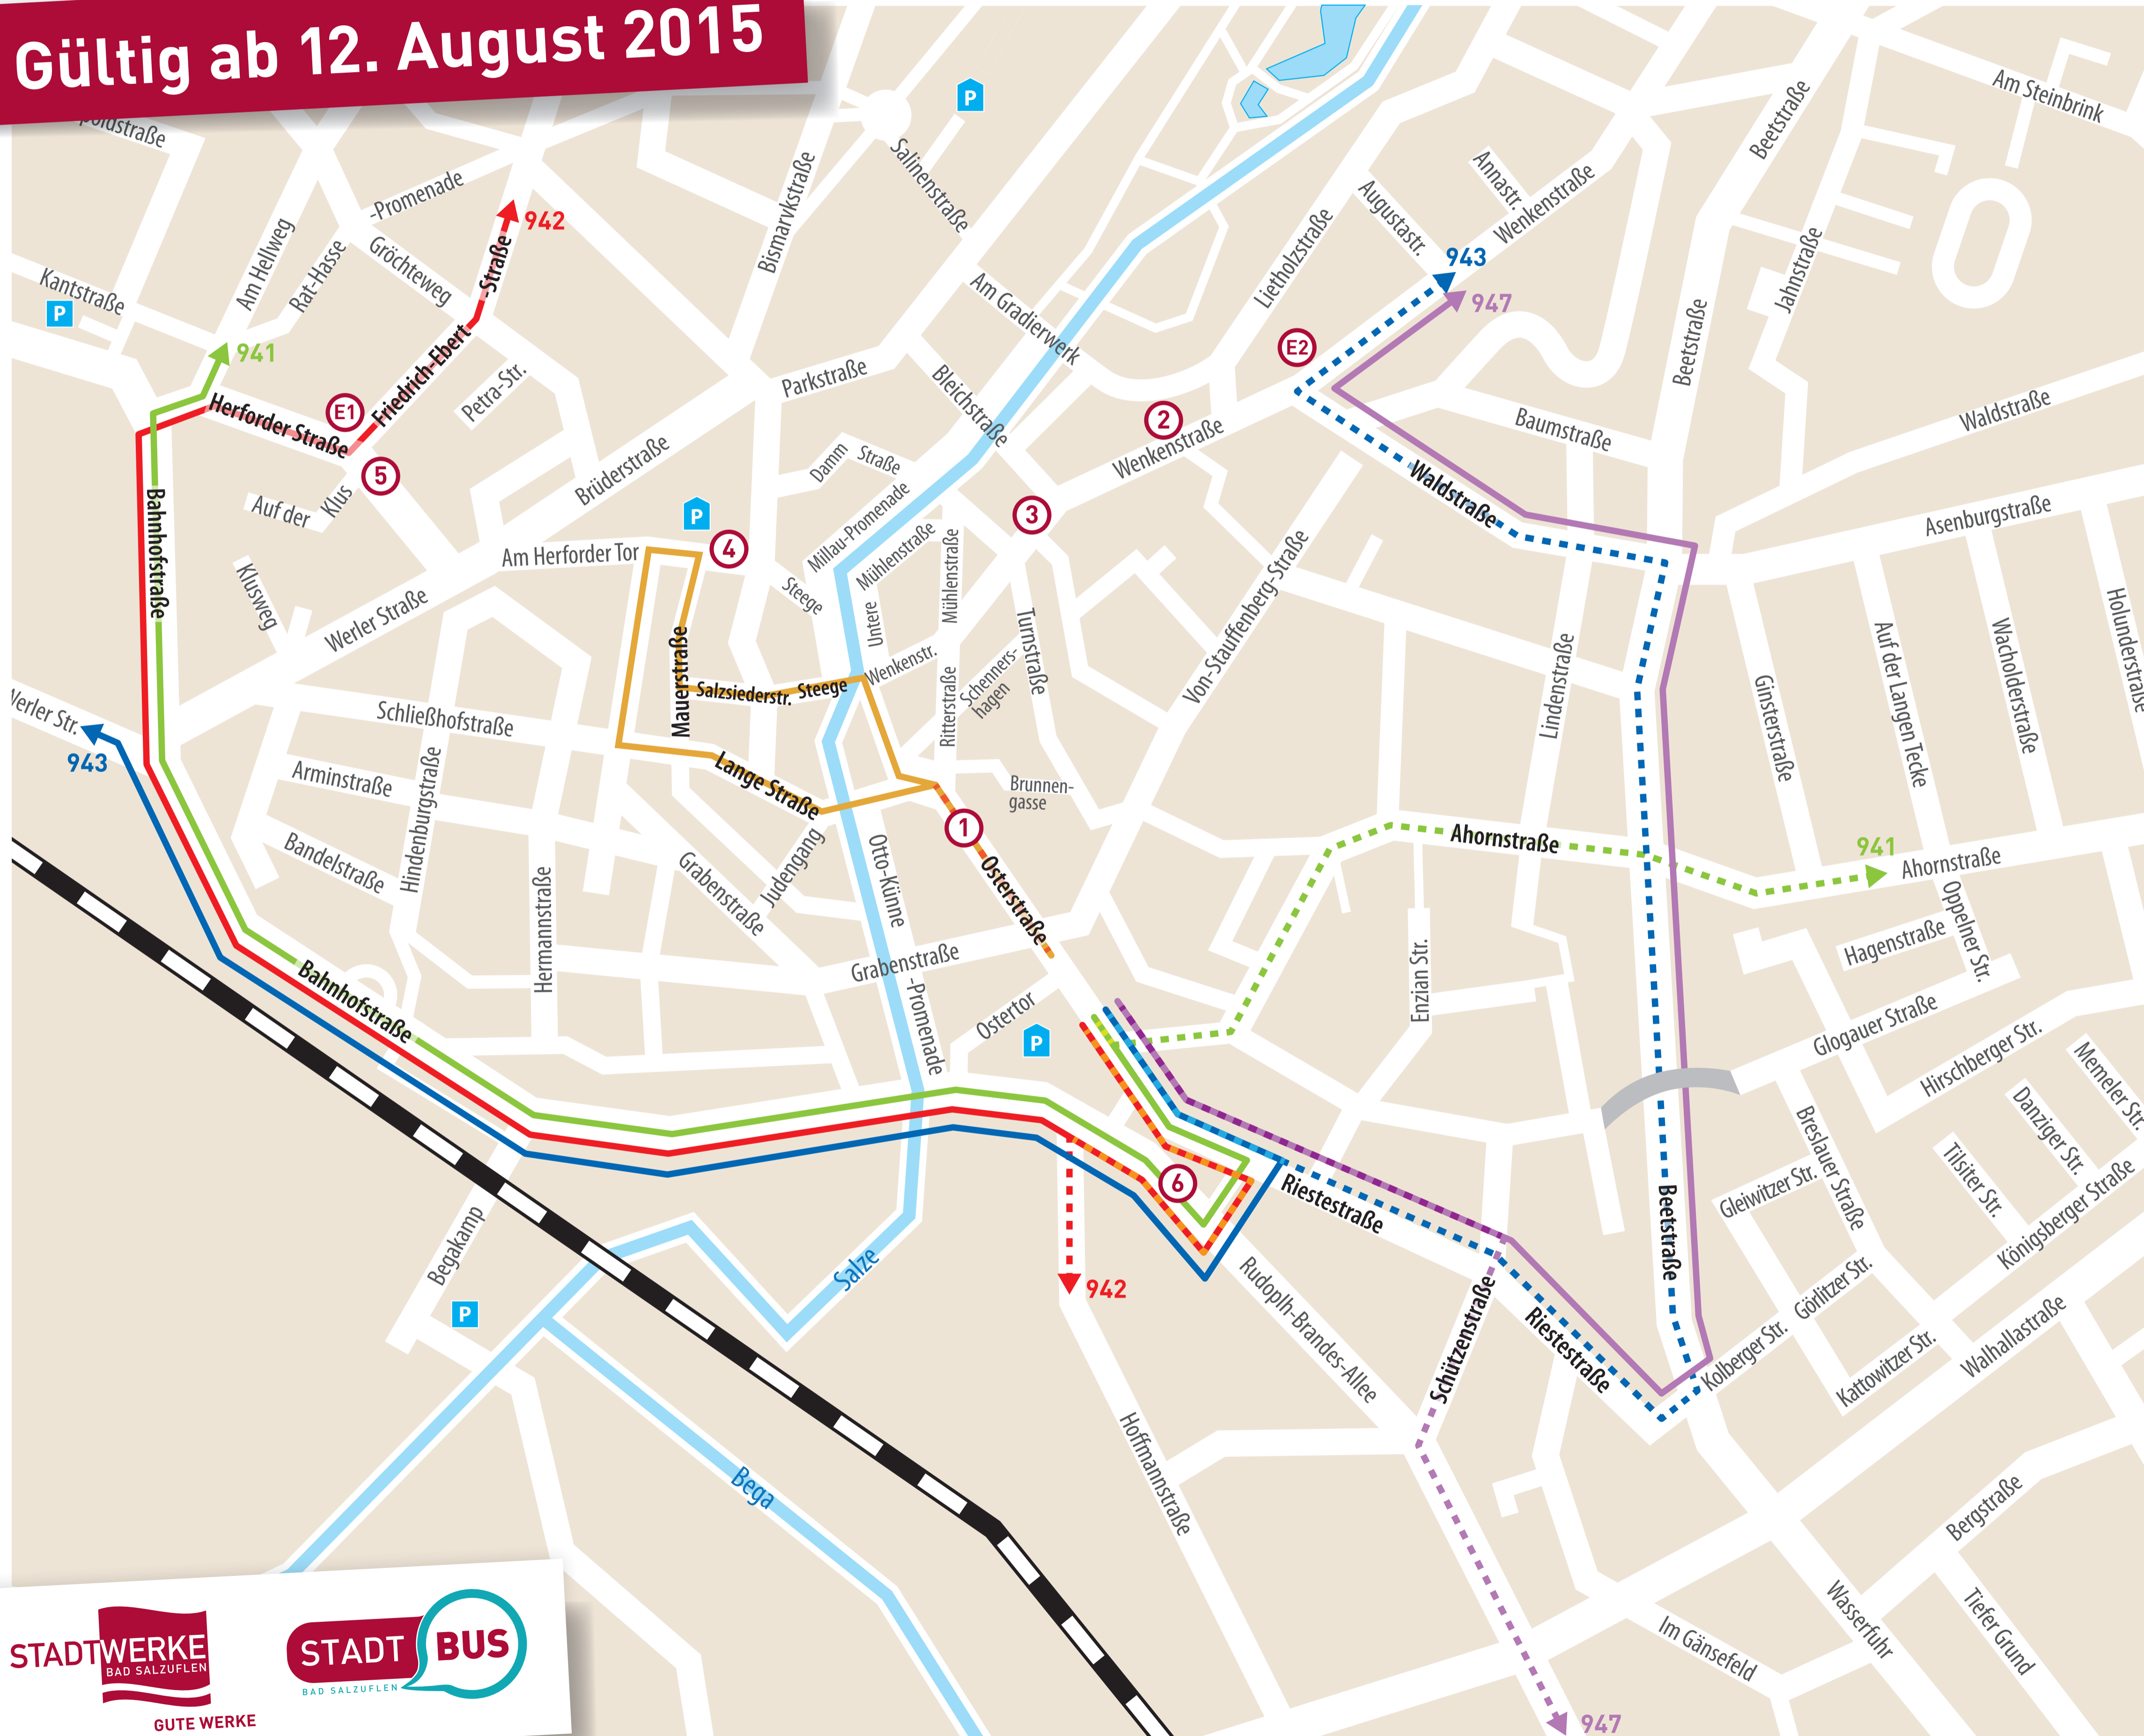 Gültig ab 12. August 2015
Am Steinbrink
Beetstraße
P
Salinenstraße
Bismarvkstraße
-Promenade
Am Hellweg
Rat-Hasse
Gröchteweg
-Straße
942
Kantstraße
P
941
Herforder Straße
E1
Friedrich-Ebert
Petra-Str.
5
Auf der
Klus
Bahnhofstraße
Klusweg
Werler Straße
Brüderstraße
Parkstraße
Am Gradierwerk
Bleichstraße
Lietholzstraße
Augustastr.
Annastr.
Wenkenstraße
943
947
E2
2
Wenkenstraße
3
Jahnstraße
Beetstraße
Baumstraße
Waldstraße
Waldstraße
Asenburgstraße
Damm
Straße
Millau-Promenade
Mühlenstraße
Untere
Mühlenstraße
P
4
Am Herforder Tor
Steege
Mauerstraße
Salzsiederstr.
Steege
Wenkenstr.
Ritterstraße
Schenners-
hagen
Turnstraße
Von-Stauffenberg-Straße
Lindenstraße
Ginsterstraße
Auf der Langen Tecke
Wacholderstraße
Holunderstraße
Werler Str.
943
Schließhofstraße
Arminstraße
Hindenburgstraße
Bandelstraße
Lange Straße
Brunnen-
gasse
1
Osterstraße
Judengang
Grabenstraße
Hermannstraße
Otto-Künne
-Promenade
Grabenstraße
Ostertor
P
Ahornstraße
941
Ahornstraße
Enzian Str.
Oppelner Str.
Hagenstraße
Glogauer Straße
Hirschberger Str.
Memeler Str.
Danziger Str.
Tilsiter Str.
Königsberger Straße
Breslauer Straße
Gleiwitzer Str.
Görlitzer Str.
Kolberger Str.
Kattowitzer Str.
Walhallastraße
Bahnhofstraße
6
Riestestraße
Beetstraße
Riestestraße
Schützenstraße
942
Rudoplh-Brandes-Allee
Hoffmannstraße
Begakamp
P
Salze
Bega
Bergstraße
Wasserfuhr
Tiefer Grund
Im Gänsefeld
947
STADTWERKE
BAD SALZUFLEN
GUTE WERKE
STADT BUS
BAD SALZUFLEN